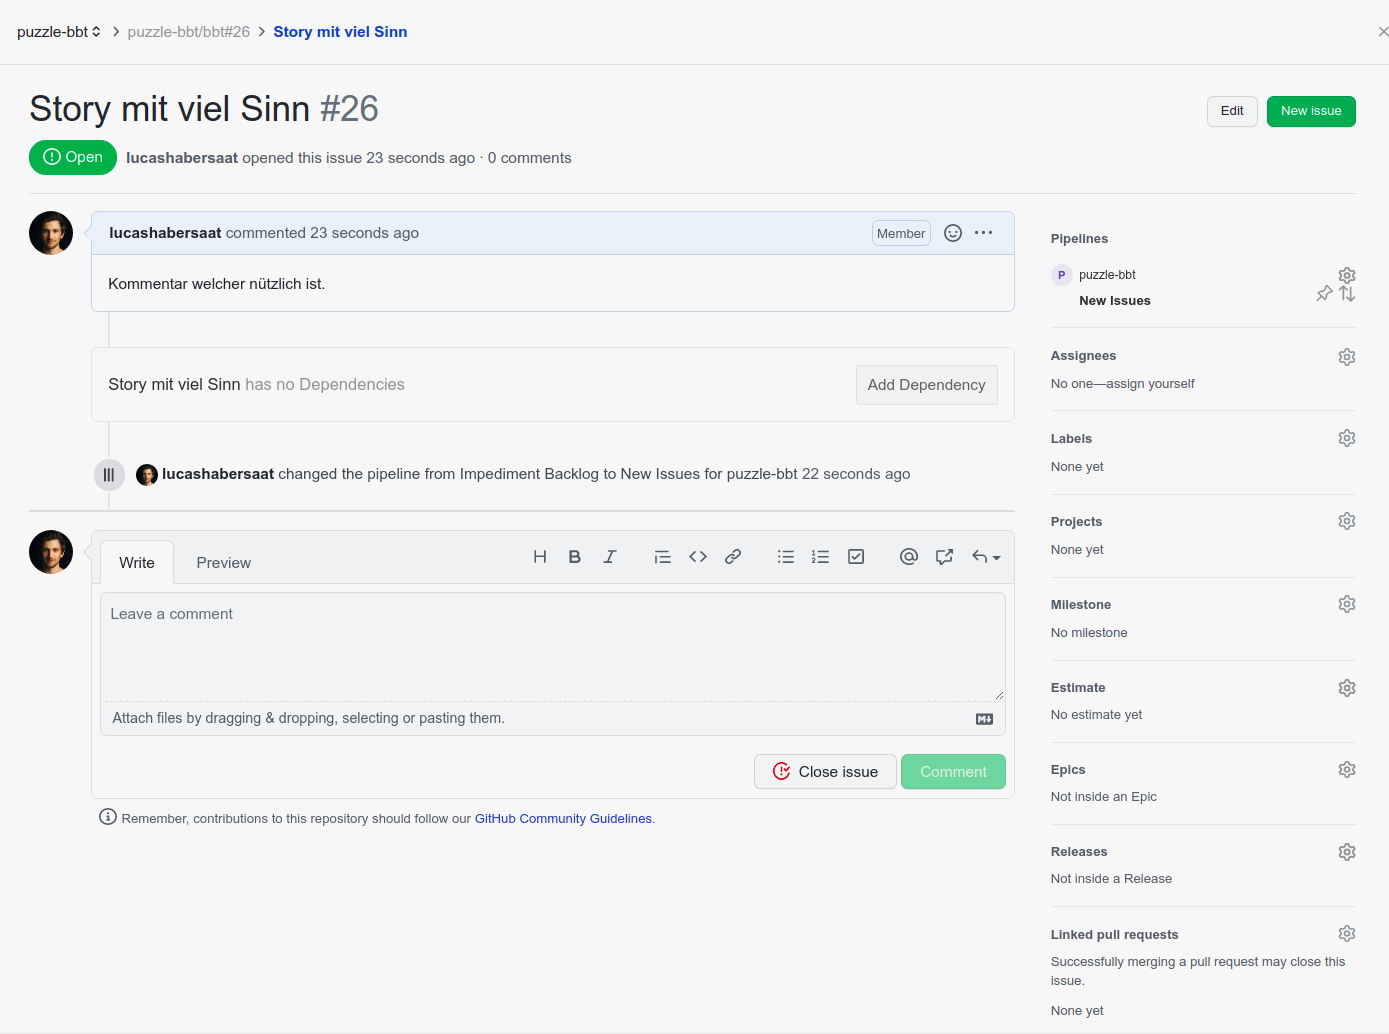 puzzle-bbt > puzzle-bbt/bbt#26 > Story mit viel Sinn
Story mit viel Sinn #26
Edit
New issue
Open
lucashabersaat opened this issue 23 seconds ago · 0 comments
lucashabersaat commented 23 seconds ago
Member
Kommentar welcher nützlich ist.
Story mit viel Sinn has no Dependencies
Add Dependency
lucashabersaat changed the pipeline from Impediment Backlog to New Issues for puzzle-bbt 22 seconds ago
Write
Preview
Leave a comment
Attach files by dragging & dropping, selecting or pasting them.
Close issue
Comment
Remember, contributions to this repository should follow our GitHub Community Guidelines.
Pipelines
P puzzle-bbt
New Issues
Assignees
No one—assign yourself
Labels
None yet
Projects
None yet
Milestone
No milestone
Estimate
No estimate yet
Epics
Not inside an Epic
Releases
Not inside a Release
Linked pull requests
Successfully merging a pull request may close this
issue.
None yet